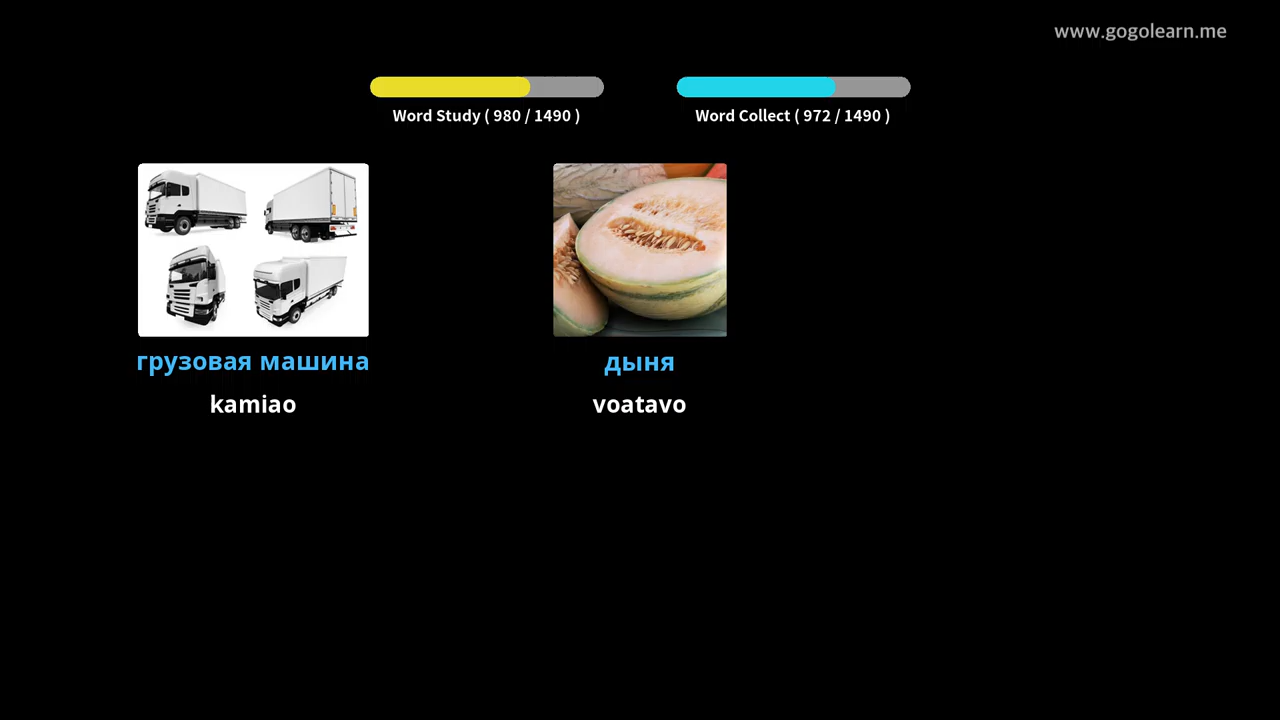 www.gogolearn.me
Word Study ( 980 / 1490 )
Word Collect ( 972 / 1490 )
грузовая машина
kamiao
дыня
voatavo